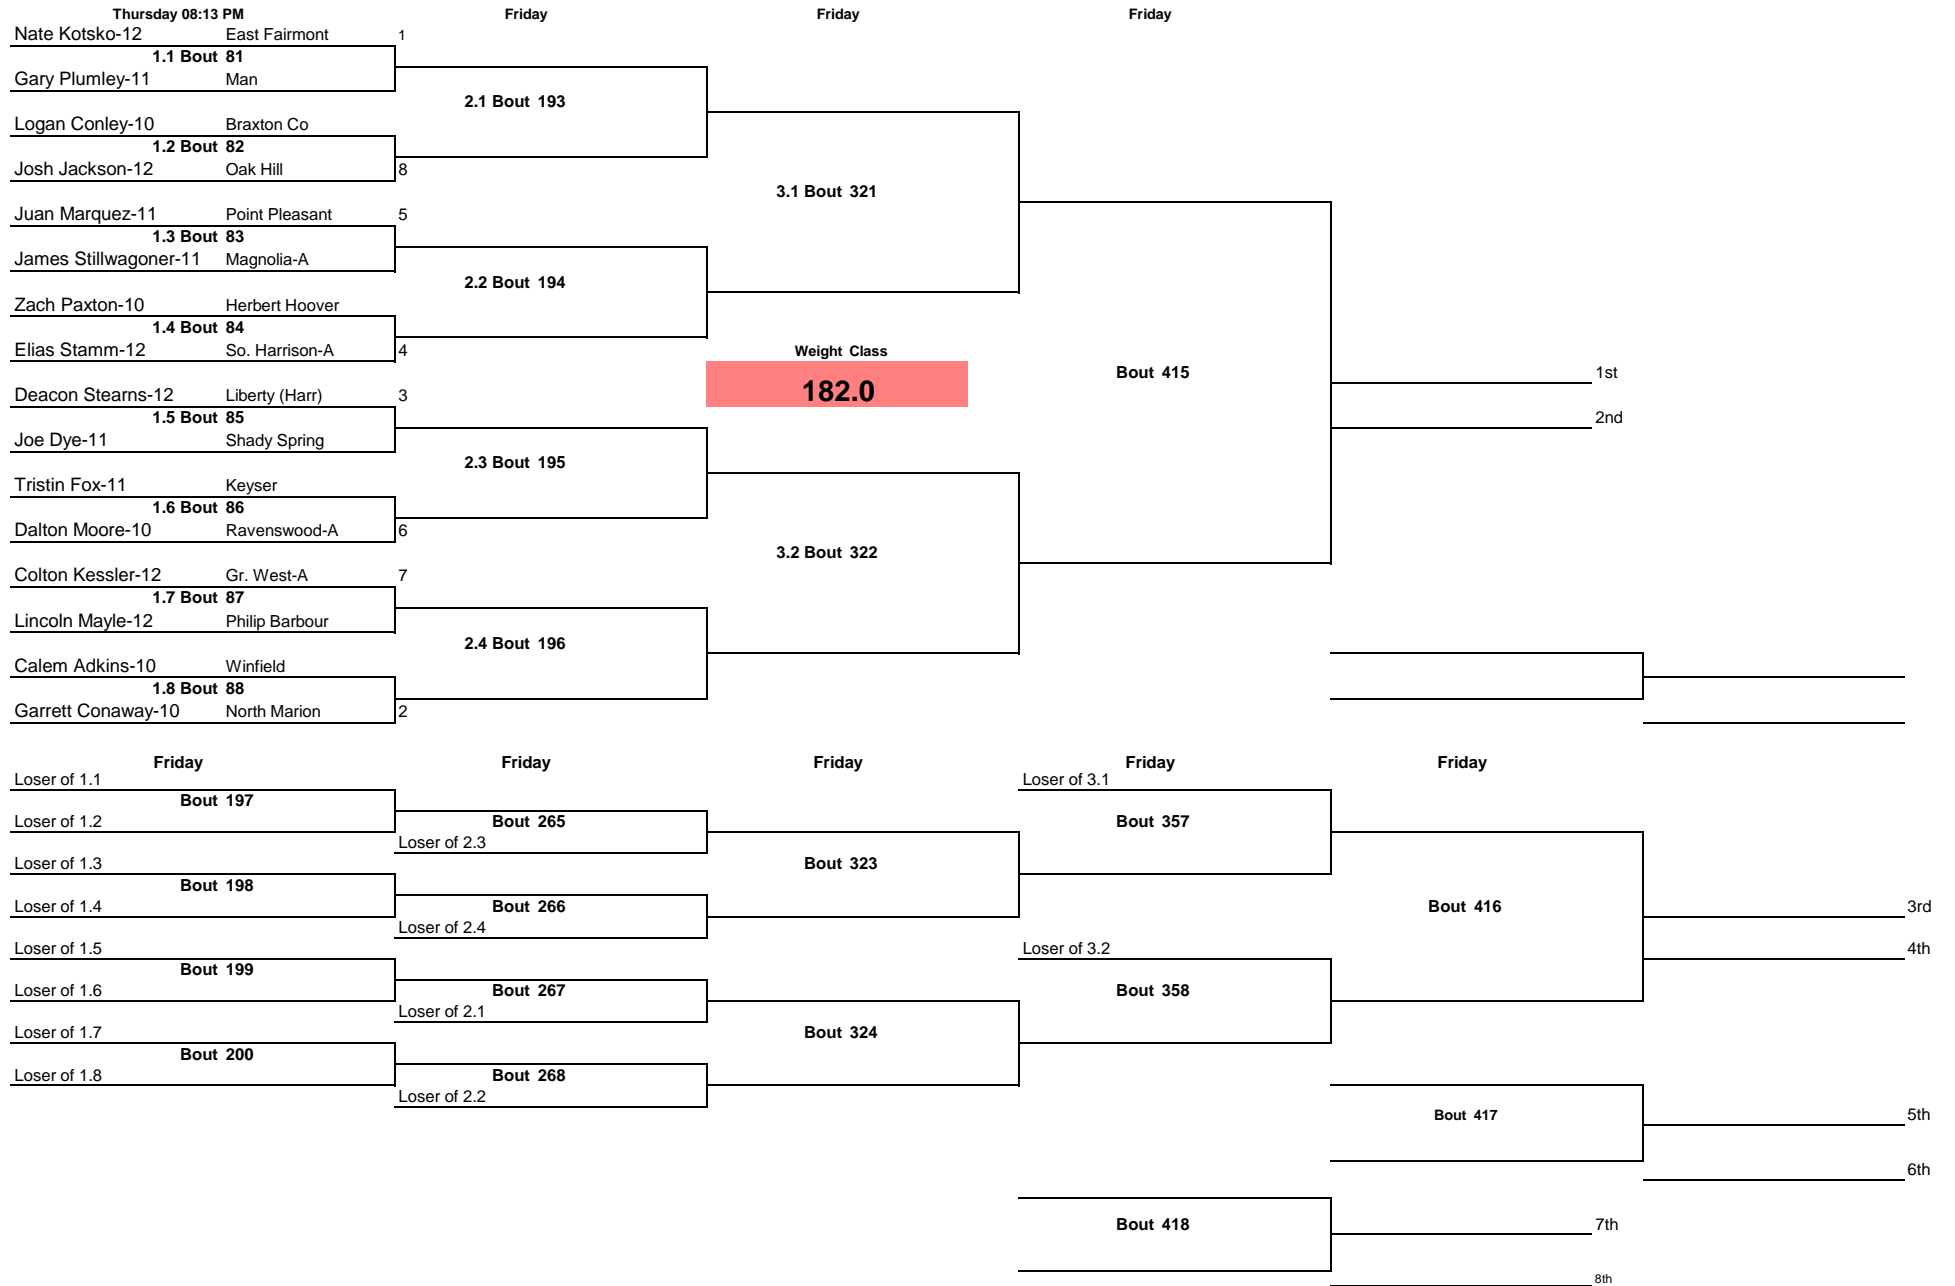 Thursday 08:13 PM Friday Friday Friday
Nate Kotsko-12 East Fairmont 1
1.1 Bout 81
Gary Plumley-11 Man
2.1 Bout 193
Logan Conley-10 Braxton Co
1.2 Bout 82
Josh Jackson-12 Oak Hill 8
3.1 Bout 321
Juan Marquez-11 Point Pleasant 5
1.3 Bout 83
James Stillwagoner-11 Magnolia-A
2.2 Bout 194
Zach Paxton-10 Herbert Hoover
1.4 Bout 84
Elias Stamm-12 So. Harrison-A 4
Weight Class
Bout 415
1st
182.0
Deacon Stearns-12 Liberty (Harr) 3
1.5 Bout 85
2nd
Joe Dye-11 Shady Spring
2.3 Bout 195
Tristin Fox-11 Keyser
1.6 Bout 86
Dalton Moore-10 Ravenswood-A 6
3.2 Bout 322
Colton Kessler-12 Gr. West-A 7
1.7 Bout 87
Lincoln Mayle-12 Philip Barbour
2.4 Bout 196
Calem Adkins-10 Winfield
1.8 Bout 88
Garrett Conaway-10 North Marion 2
Friday Friday Friday Friday Friday
Loser of 1.1 Loser of 3.1
Bout 197
Loser of 1.2 Bout 265 Bout 357
Loser of 2.3
Loser of 1.3 Bout 323
Bout 198
Loser of 1.4 Bout 266 Bout 416 3rd
Loser of 2.4
Loser of 1.5 Loser of 3.2 4th
Bout 199
Loser of 1.6 Bout 267 Bout 358
Loser of 2.1
Loser of 1.7 Bout 324
Bout 200
Loser of 1.8 Bout 268
Loser of 2.2
Bout 417 5th
6th
Bout 418 7th
8th